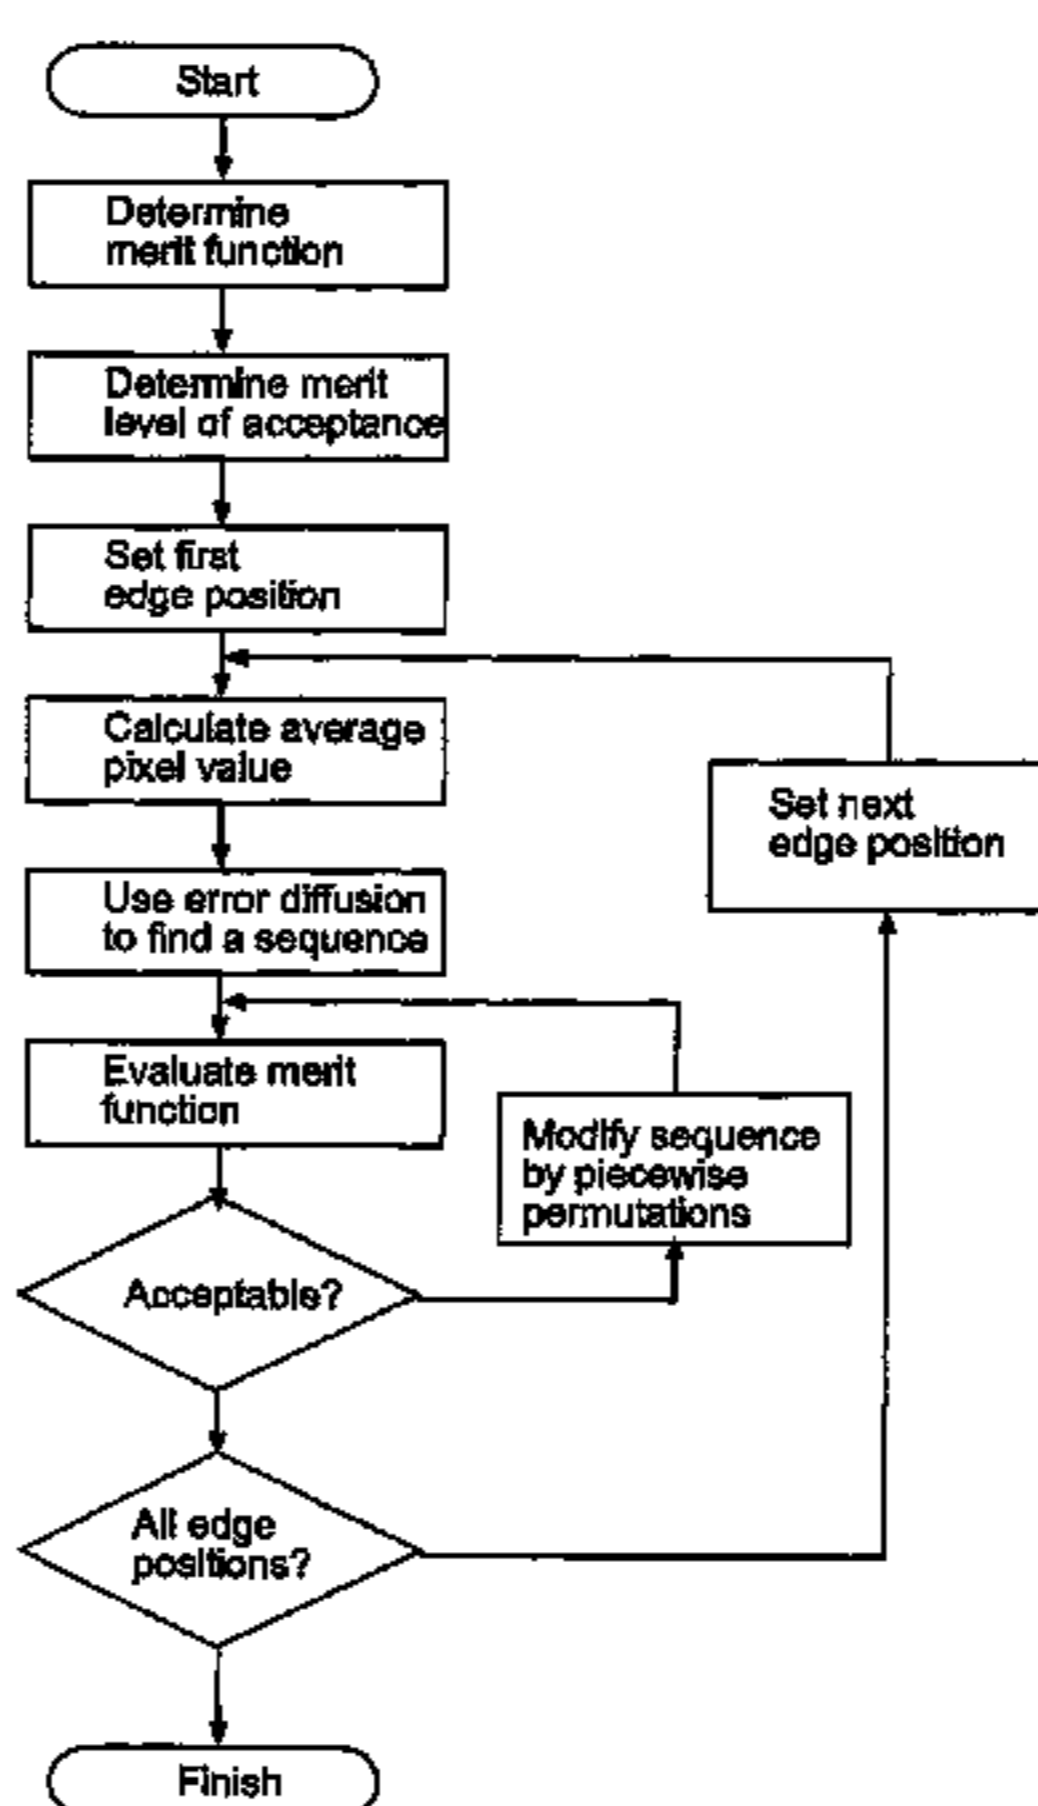 Start
Determine
merit function
Determine merit
level of acceptance
Set first
edge position
Calculate average
pixel value
Set next
edge position
Use error diffusion
to find a sequence
Evaluate merit
function
Modify sequence
by piecewise
permutations
Acceptable?
All edge
positions?
Finish